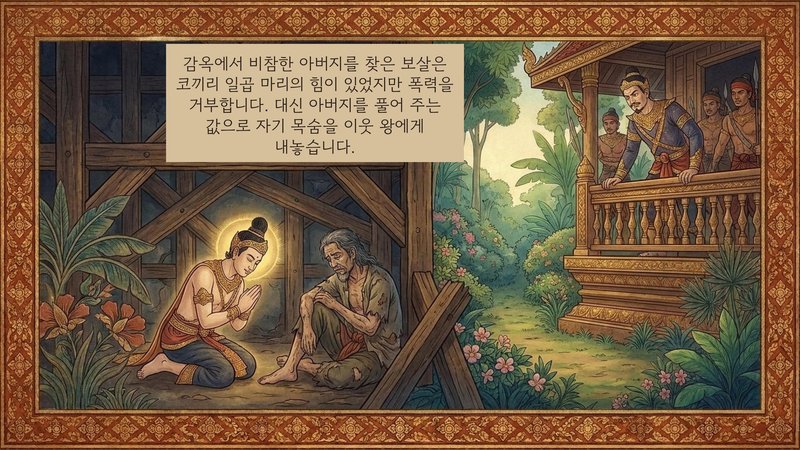 감옥에서 비참한 아버지를 찾은 보살은
코끼리 일곱 마리의 힘이 있었지만 폭력을
거부합니다. 대신 아버지를 풀어 주는
값으로 자기 목숨을 이웃 왕에게
내놓습니다.